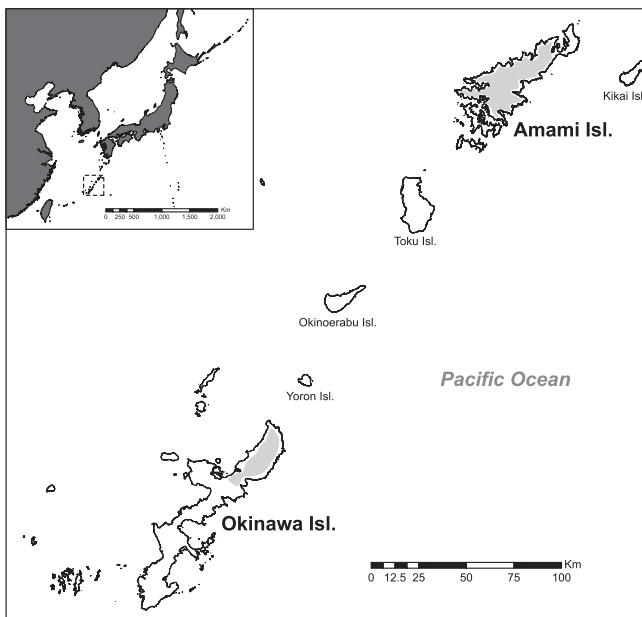 Km
0 250 500 1,000 1,500 2,000
Kikai Isl.
Amami Isl.
Toku Isl.
Okinoerabu Isl.
Yoron Isl.
Pacific Ocean
Okinawa Isl.
Km
0 12.5 25 50 75 100